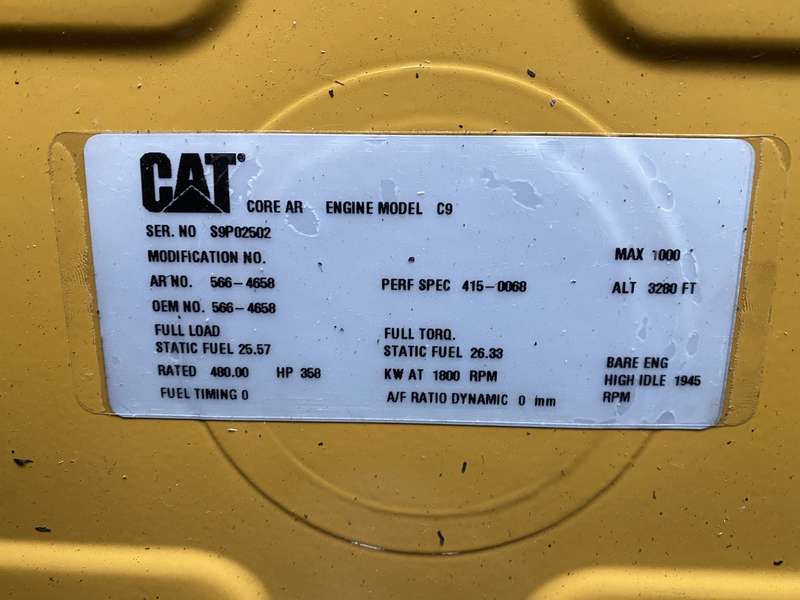 CAT CORE AR ENGINE MODEL C9
SER. NO S9P02502
MODIFICATION NO. MAX 1000
AR NO. 566-4658 PERF SPEC 415-0068 ALT 3280 FT
OEM NO. 566-4658
FULL LOAD FULL TORQ.
STATIC FUEL 25.57 STATIC FUEL 26.33 BARE ENG
RATED 480.00 HP 358 KW AT 1800 RPM HIGH IDLE 1945
FUEL TIMING 0 A/F RATIO DYNAMIC 0 mm RPM